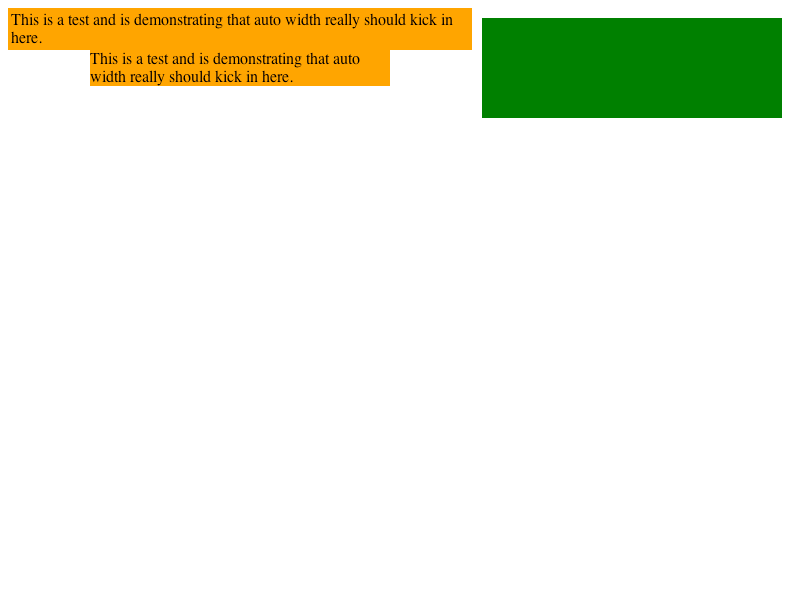 This is a test and is demonstrating that auto width really should kick in
here.
This is a test and is demonstrating that auto
width really should kick in here.